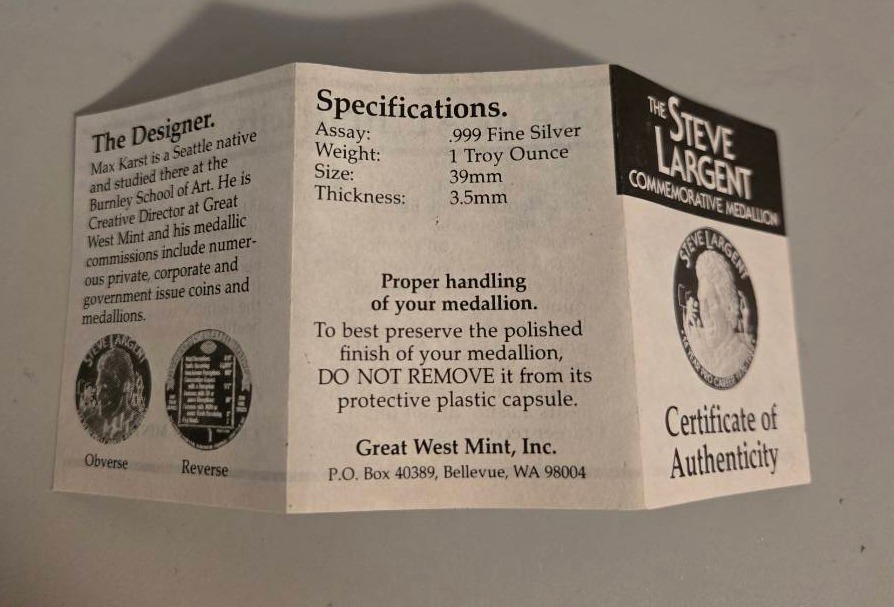 The Designer.
Max Karst is a Seattle native
and studied there at the
Burnley School of Art. He is
Creative Director at Great
West Mint and his medallic
commissions include numer-
ous private, corporate and
government issue coins and
medallions.
STEVE LARGENT
Obverse
Reverse
Specifications.
Assay: .999 Fine Silver
Weight: 1 Troy Ounce
Size: 39mm
Thickness: 3.5mm
Proper handling
of your medallion.
To best preserve the polished
finish of your medallion,
DO NOT REMOVE it from its
protective plastic capsule.
Great West Mint, Inc.
P.O. Box 40389, Bellevue, WA 98004
THE STEVE
LARGENT
COMMEMORATIVE MEDALLION
STEVE LARGENT
Certificate of
Authenticity